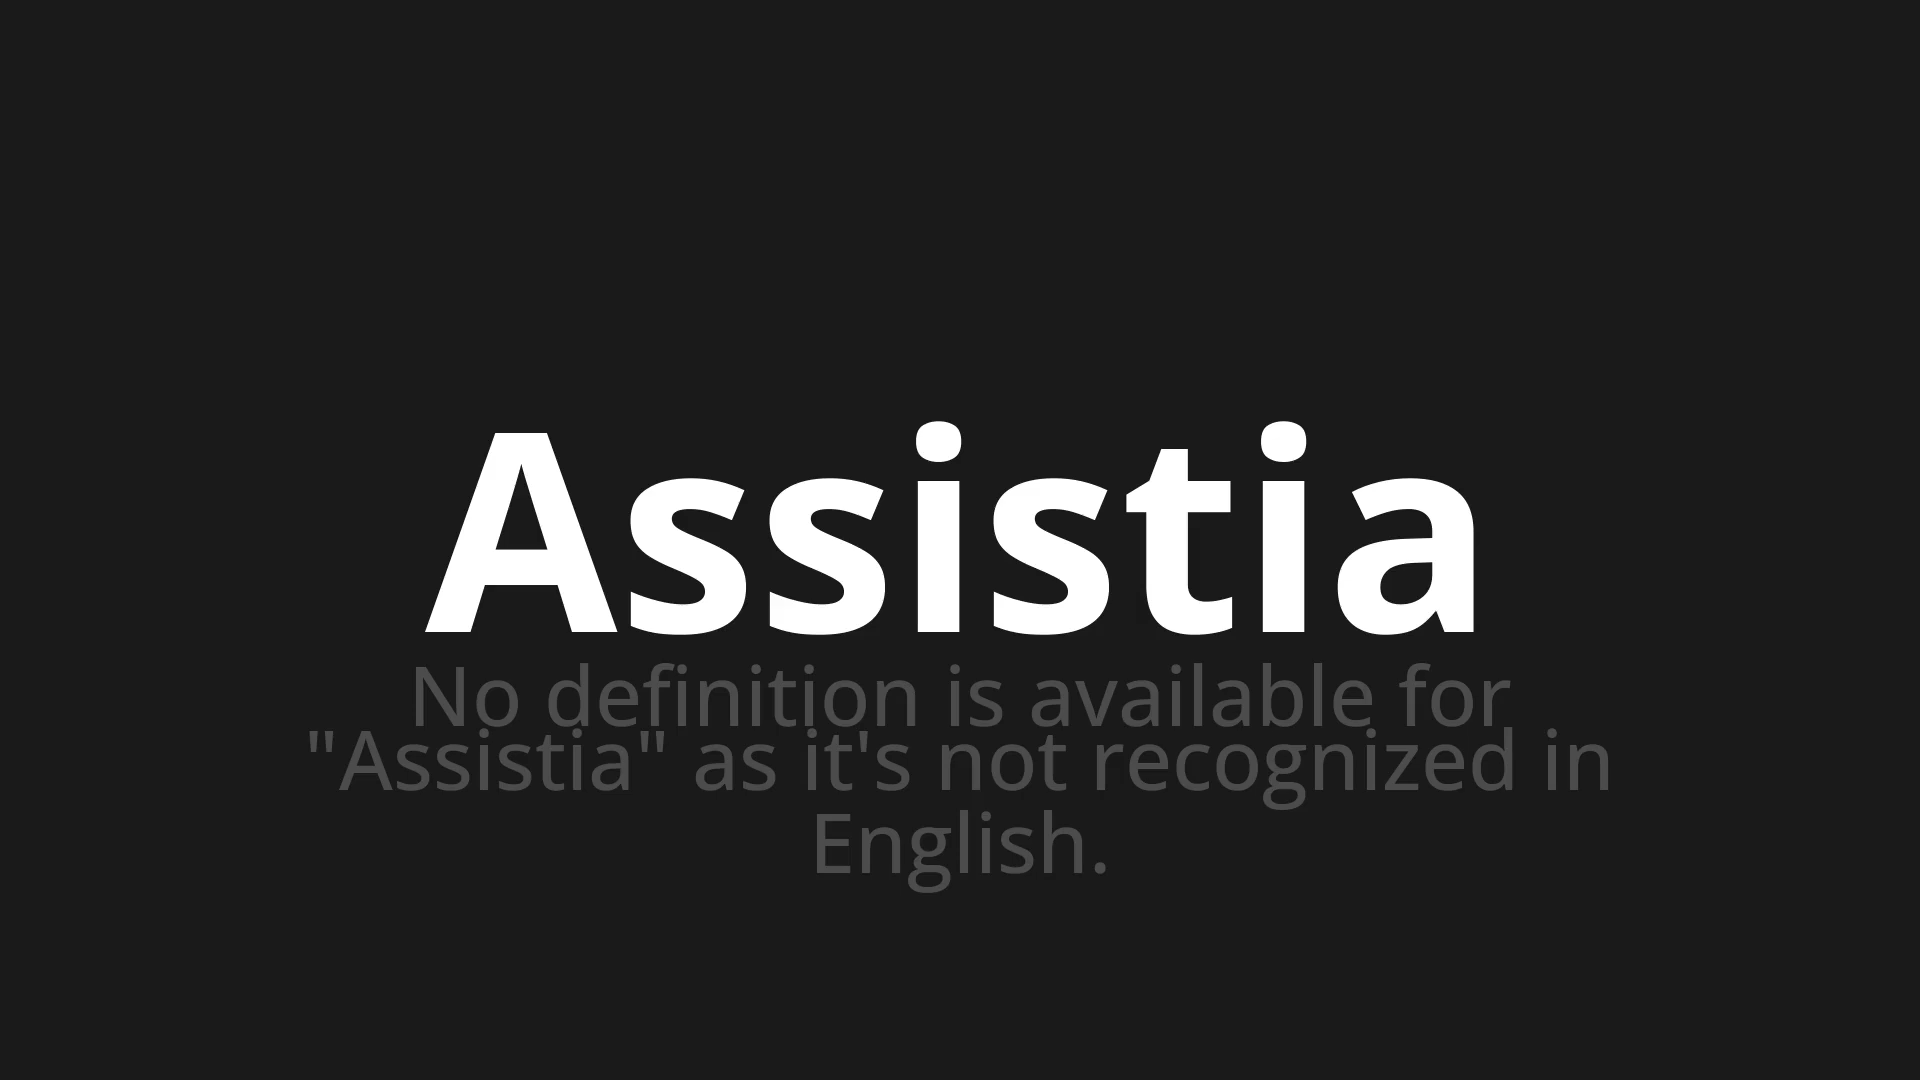 Assistia
No definition is available for
"Assistia" as it's not recognized in
English.